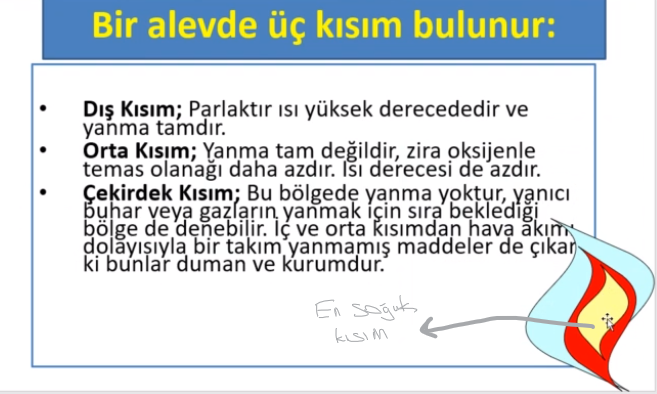 Bir alevde üç kısım bulunur:
• Dış Kısım; Parlaktır ısı yüksek derecededir ve
yanma tamdır.
• Orta Kısım; Yanma tam değildir, zira oksijenle
temas olanağı daha azdır. Isı derecesi de azdır.
• Çekirdek Kısım; Bu bölgede yanma yoktur, yanıcı
buhar veya gazların yanmak için sıra beklediği
bölge de denebilir. İç ve orta kısımdan hava akımı
dolayısıyla bir takım yanmamış maddeler de çıkar
ki bunlar duman ve kurumdur.
En soğuk
kısım